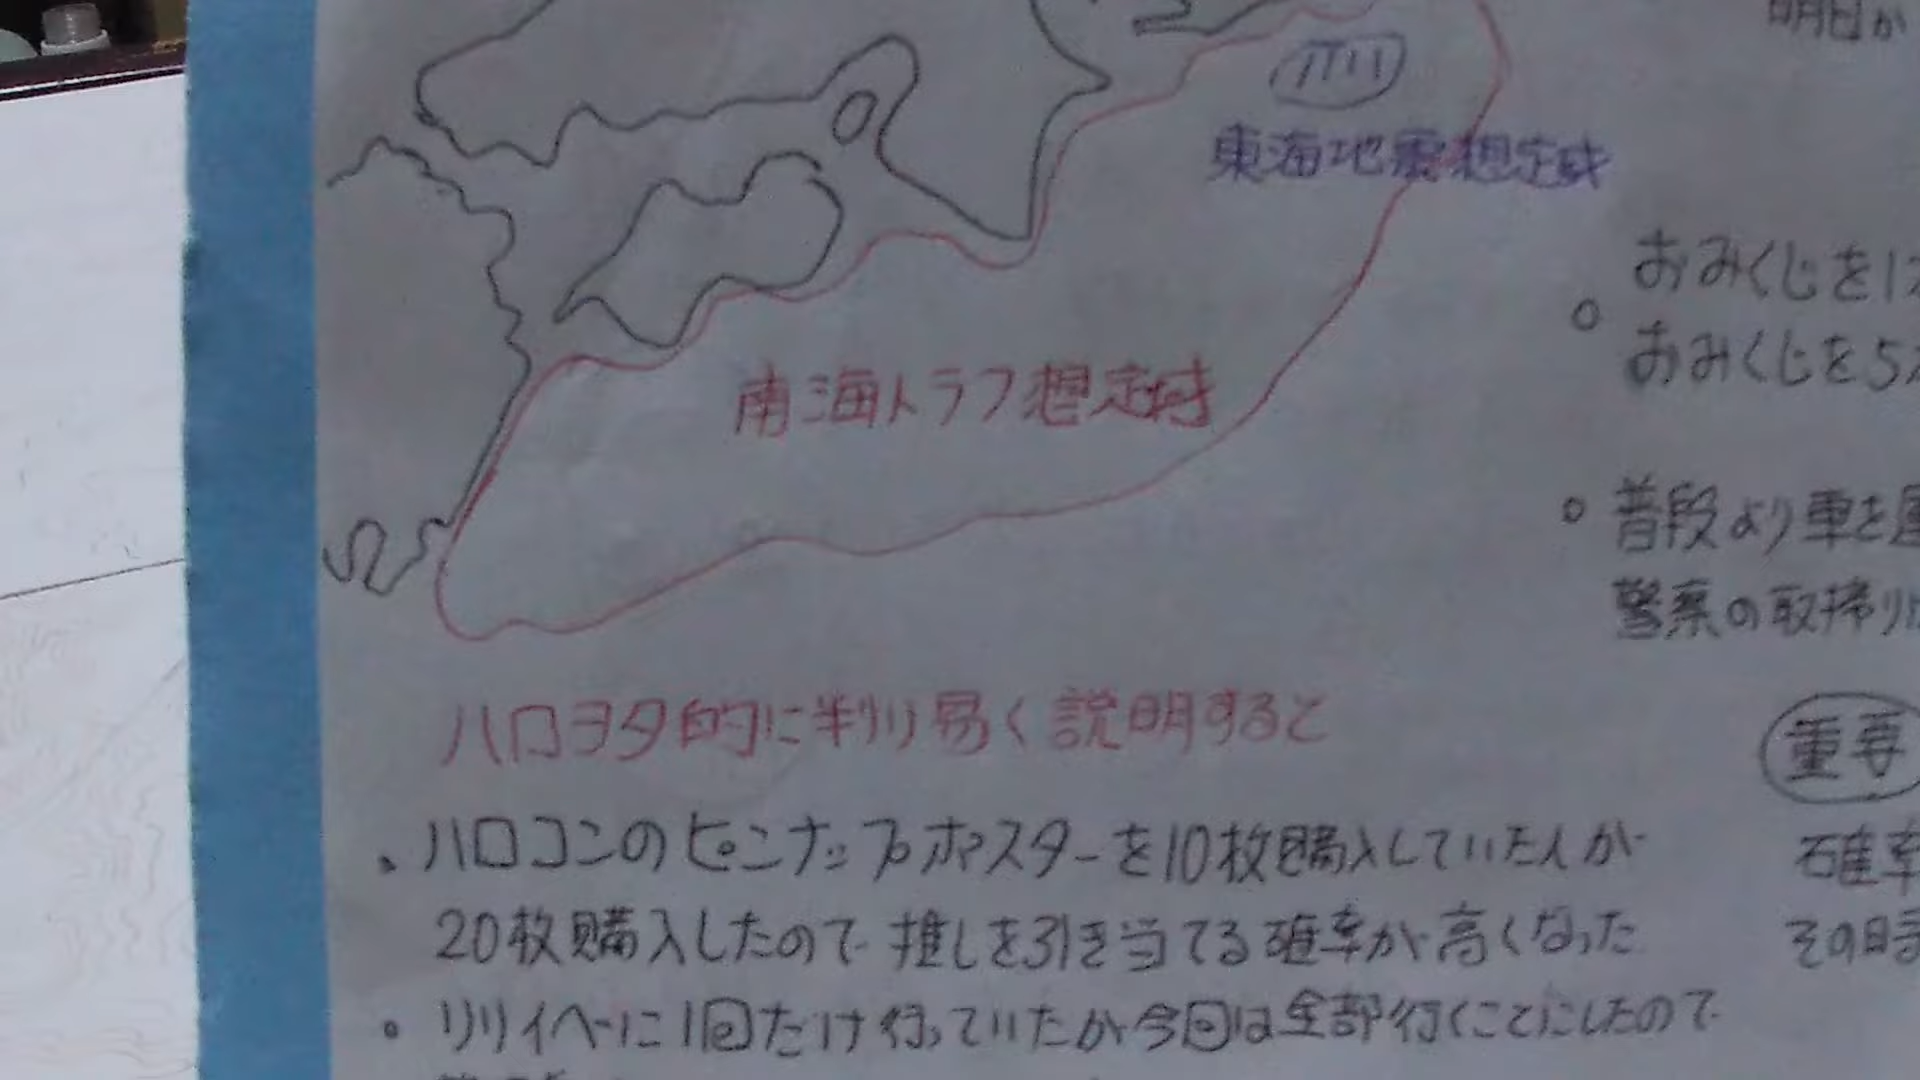 明日か
東海地震想定域
おみくじを1
おみくじを5
南海トラフ想定域
普段より車を
警察の取締り
ハロヲタ的に判り易く説明すると
重要
ハロコンのピンナップポスターを10枚購入していた人が
確率
20枚購入したので推しを引き当てる確率が高くなった
その時
リリイベに1回だけ行っていたが今回は全部行くことにしたので